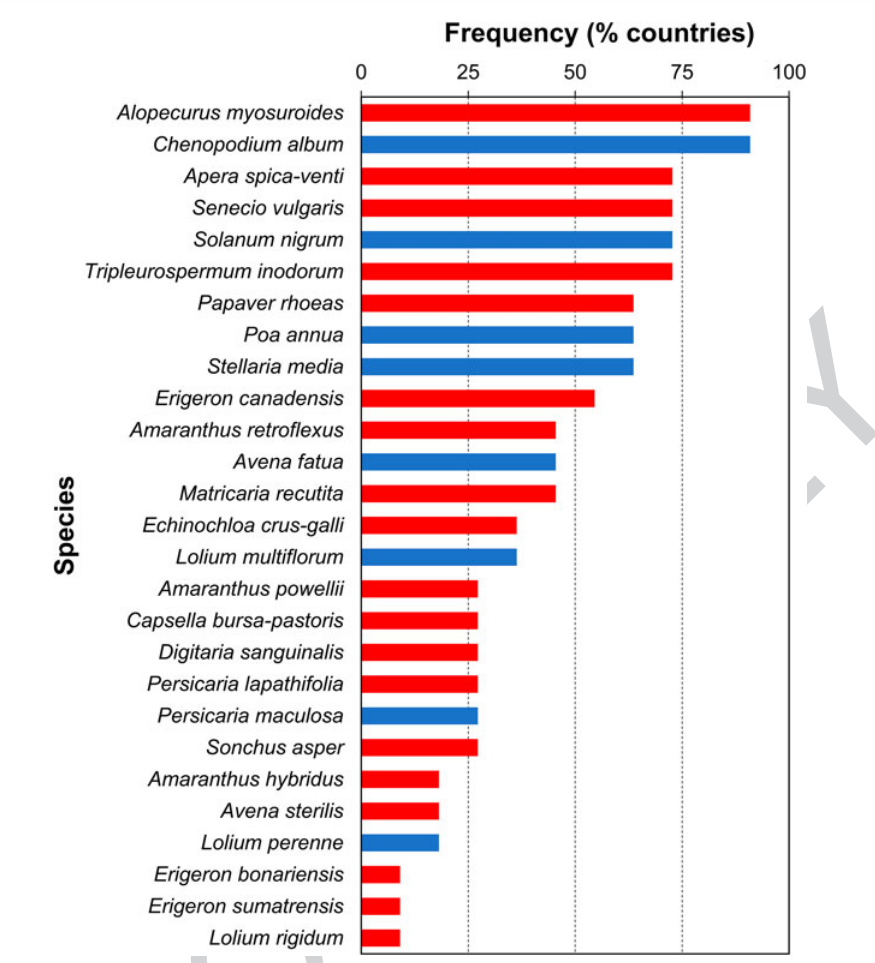 Frequency (% countries)
0 25 50 75 100
Alopecurus myosuroides
Chenopodium album
Apera spica-venti
Senecio vulgaris
Solanum nigrum
Tripleurospermum inodorum
Papaver rhoeas
Poa annua
Stellaria media
Erigeron canadensis
Amaranthus retroflexus
Avena fatua
Matricaria recutita
Echinochloa crus-galli
Lolium multiflorum
Amaranthus powellii
Capsella bursa-pastoris
Digitaria sanguinalis
Persicaria lapathifolia
Persicaria maculosa
Sonchus asper
Amaranthus hybridus
Avena sterilis
Lolium perenne
Erigeron bonariensis
Erigeron sumatrensis
Lolium rigidum
Species